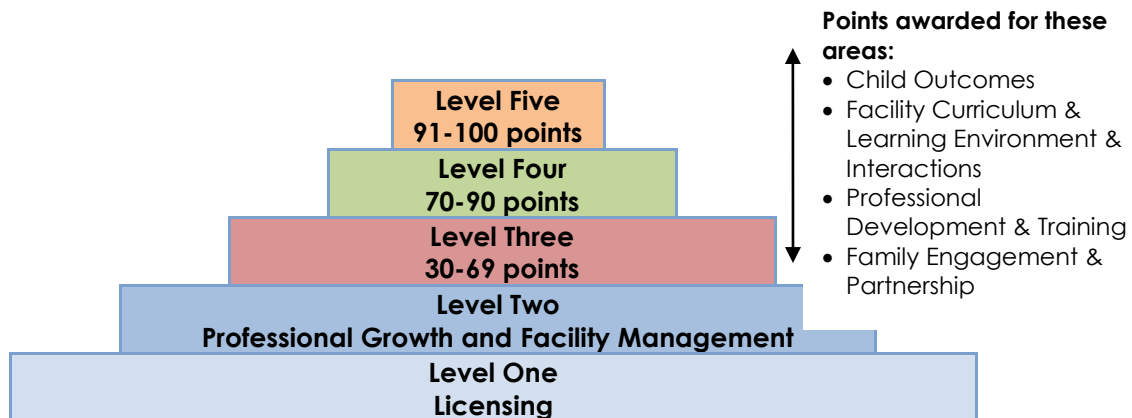 Points awarded for these
areas:
• Child Outcomes
• Facility Curriculum &
Learning Environment &
Interactions
• Professional
Development & Training
• Family Engagement &
Partnership
Level Five
91-100 points
Level Four
70-90 points
Level Three
30-69 points
Level Two
Professional Growth and Facility Management
Level One
Licensing